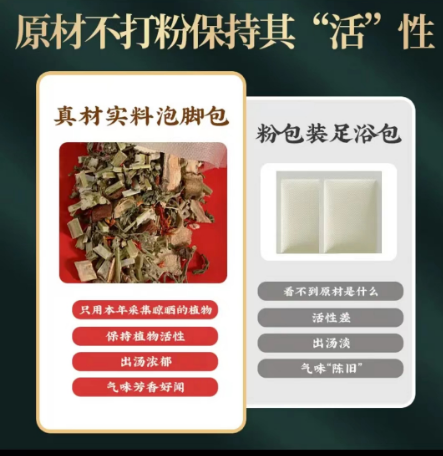 原材不打粉保持其“活”性
真材实料泡脚包
只用本年采集晾晒的植物
保持植物活性
出汤浓郁
气味芳香好闻
粉包装足浴包
看不到原材是什么
活性差
出汤淡
气味“陈旧”